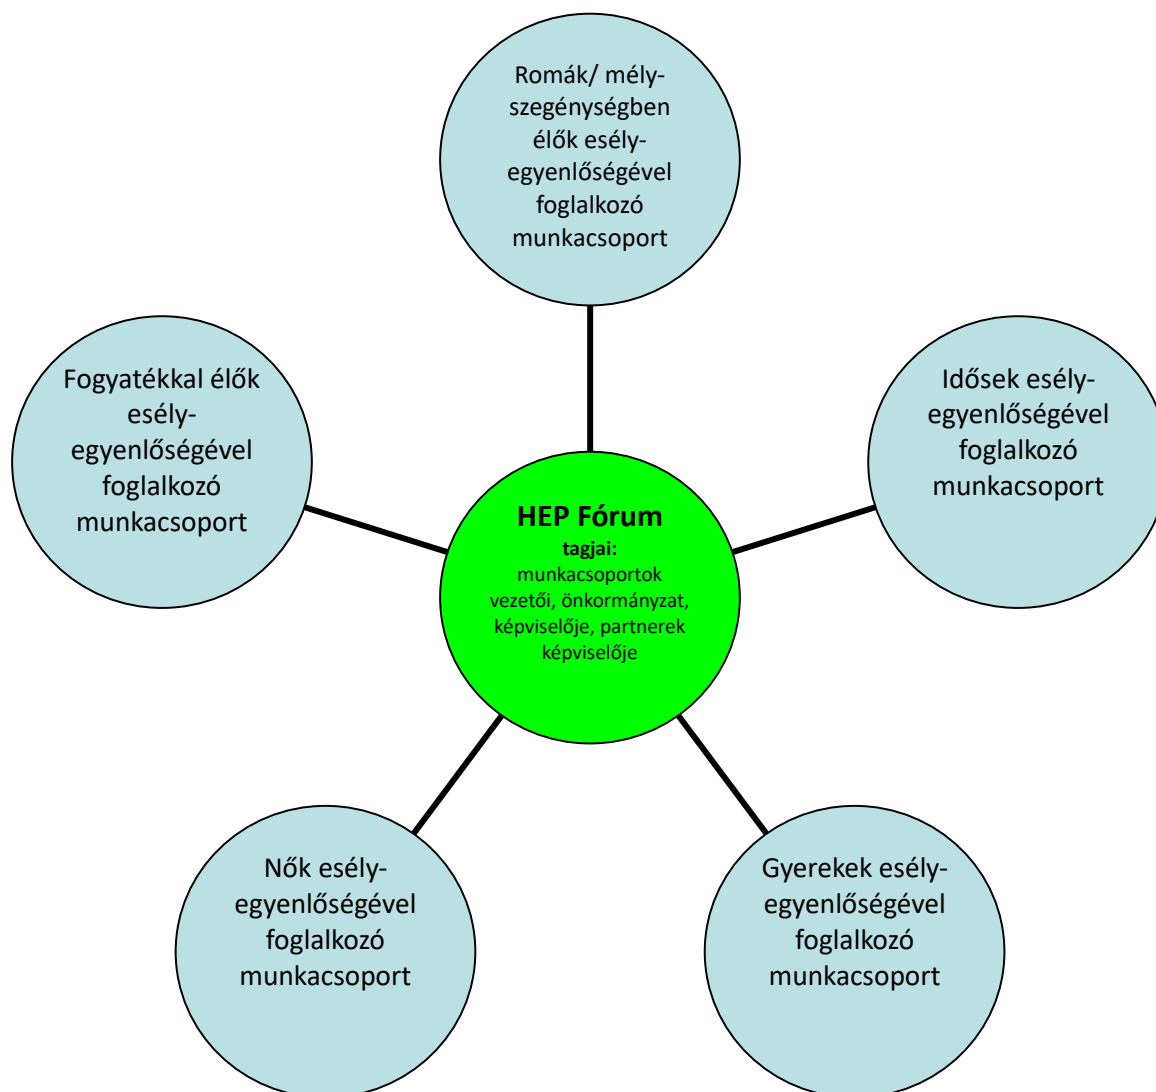 Romák/ mély-
szegénységben
élők esély-
egyenlőségével
foglalkozó
munkacsoport
Fogyatékkal élők
esély-
egyenlőségével
foglalkozó
munkacsoport
Idősek esély-
egyenlőségével
foglalkozó
munkacsoport
HEP Fórum
tagjai:
munkacsoportok
vezetői, önkormányzat,
képviselője, partnerek
képviselője
Nők esély-
egyenlőségével
foglalkozó
munkacsoport
Gyerekek esély-
egyenlőségével
foglalkozó
munkacsoport